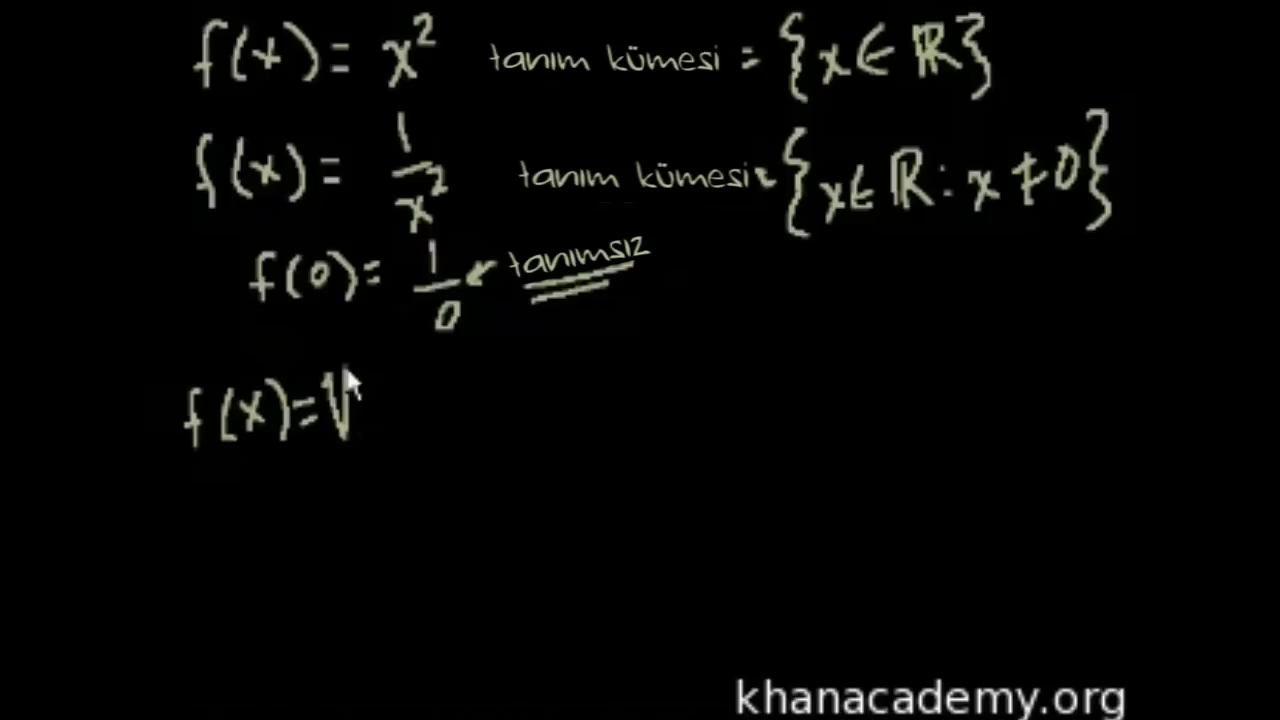 f(x) = x² tanım kümesi = {x ∈ ℝ}
f(x) = 1/x² tanım kümesi = {x ∈ ℝ : x ≠ 0}
f(0) = 1/0 ← tanımsız
f(x) = √
khanacademy.org